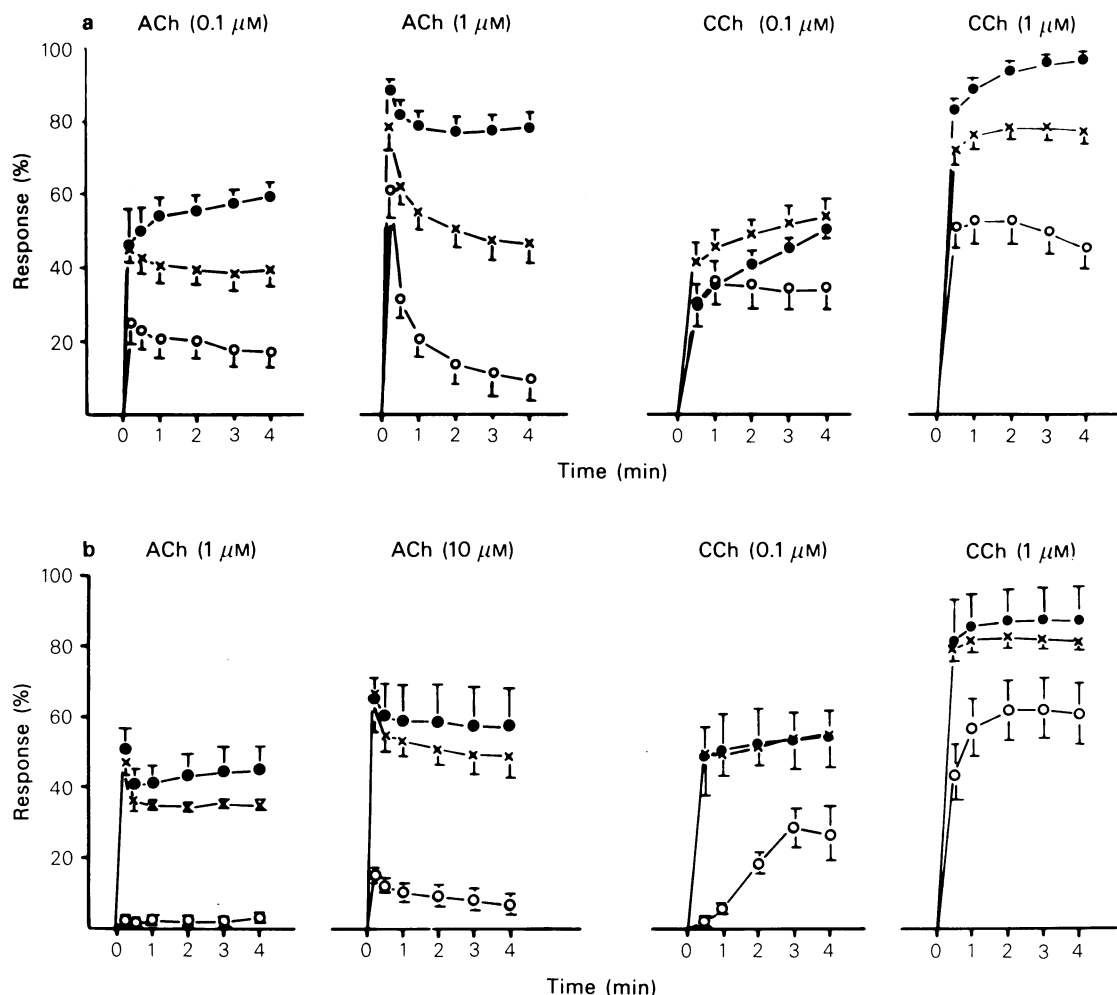 a
ACh (0.1 μM)
ACh (1 μM)
CCh (0.1 μM)
CCh (1 μM)
Response (%)
100
80
60
40
20
0 1 2 3 4
0 1 2 3 4
0 1 2 3 4
0 1 2 3 4
Time (min)
b
ACh (1 μM)
ACh (10 μM)
CCh (0.1 μM)
CCh (1 μM)
Response (%)
100
80
60
40
20
0 1 2 3 4
0 1 2 3 4
0 1 2 3 4
0 1 2 3 4
Time (min)